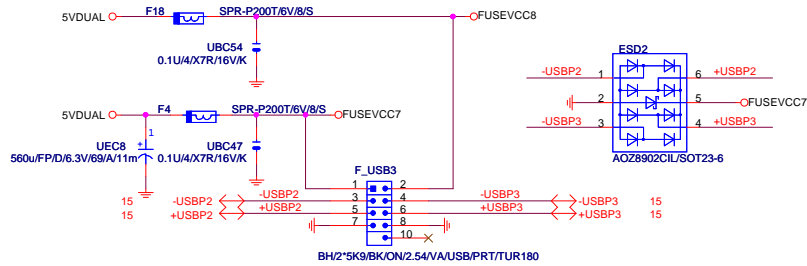 F18 SPR-P200T/6V/8/S
5VDUAL FUSEVCC8
UBC54
0.1U/4/X7R/16V/K
ESD2
-USBP2 1 6 +USBP2
2 5 FUSEVCC7
-USBP3 3 4 +USBP3
AOZ8902CIL/SOT23-6
F4 SPR-P200T/6V/8/S
5VDUAL FUSEVCC7
1
+
UEC8
560u/FP/D/6.3V/69/A/11m
UBC47
0.1U/4/X7R/16V/K
F_USB3
1 2
15 -USBP2 -USBP2 3 4 -USBP3 -USBP3 15
15 +USBP2 +USBP2 5 6 +USBP3 +USBP3 15
7 8
10
BH/2*5K9/BK/ON/2.54/VA/USB/PRT/TUR180